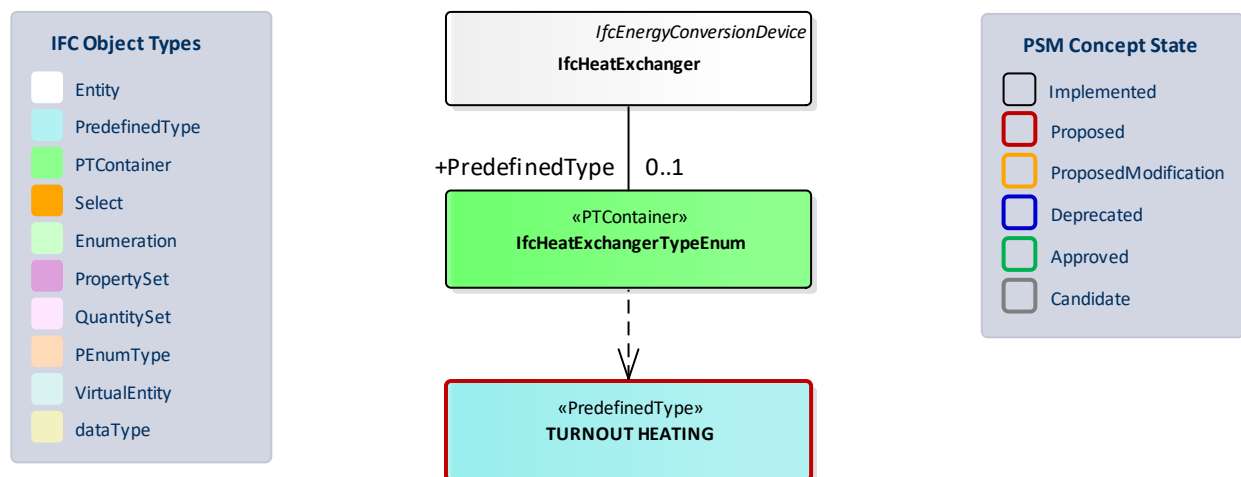 IFC Object Types
Entity
PredefinedType
PTContainer
Select
Enumeration
PropertySet
QuantitySet
PEnumType
VirtualEntity
dataType
IfcEnergyConversionDevice
IfcHeatExchanger
+PredefinedType 0..1
«PTContainer»
IfcHeatExchangerTypeEnum
«PredefinedType»
TURNOUT HEATING
PSM Concept State
Implemented
Proposed
ProposedModification
Deprecated
Approved
Candidate